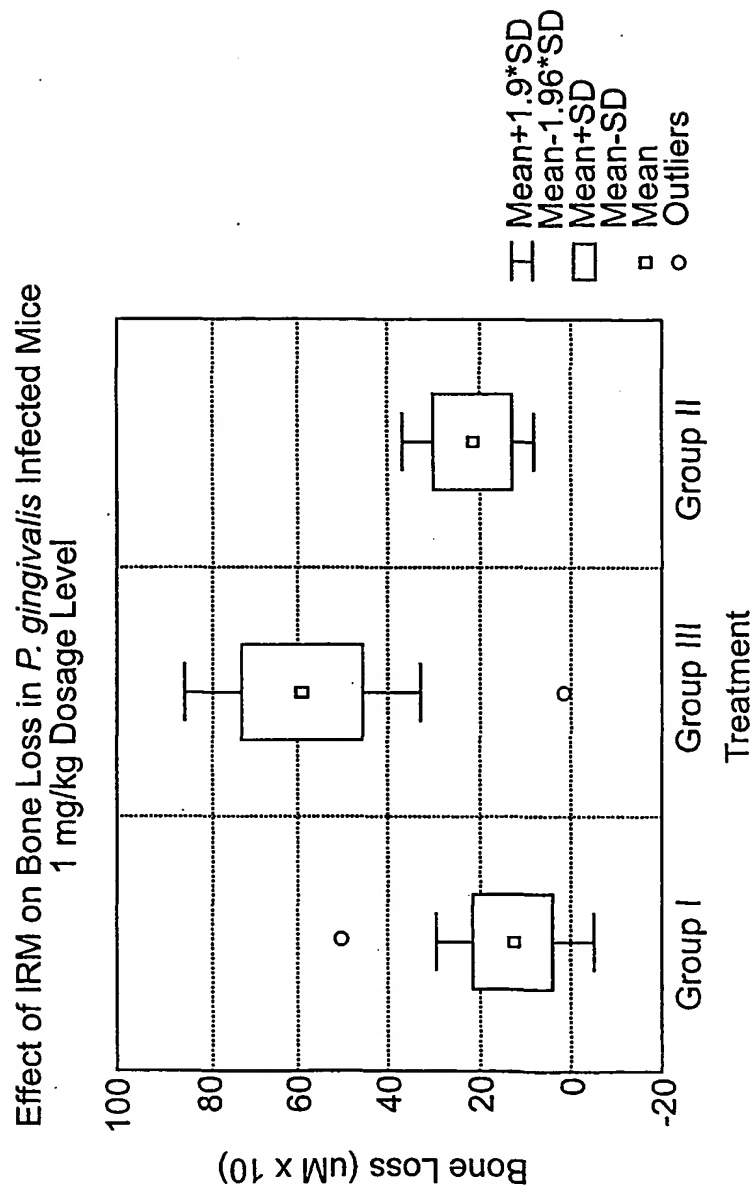 Effect of IRM on Bone Loss in P. gingivalis Infected Mice
1 mg/kg Dosage Level
Bone Loss (uM x 10)
100
80
60
40
20
0
-20
Group I
Group III
Group II
Treatment
Mean+1.9*SD
Mean-1.96*SD
Mean+SD
Mean-SD
Mean
Outliers